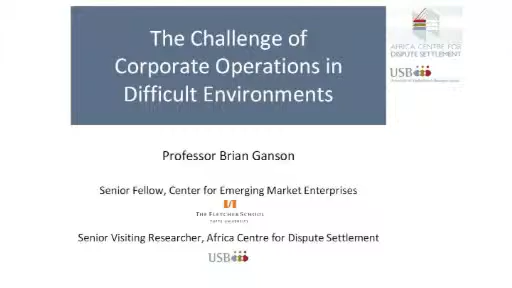 The Challenge of
Corporate Operations in
Difficult Environments
AFRICA CENTRE FOR
DISPUTE SETTLEMENT
USB
Professor Brian Ganson
Senior Fellow, Center for Emerging Market Enterprises
THE FLETCHER SCHOOL
TUFTS UNIVERSITY
Senior Visiting Researcher, Africa Centre for Dispute Settlement
USB